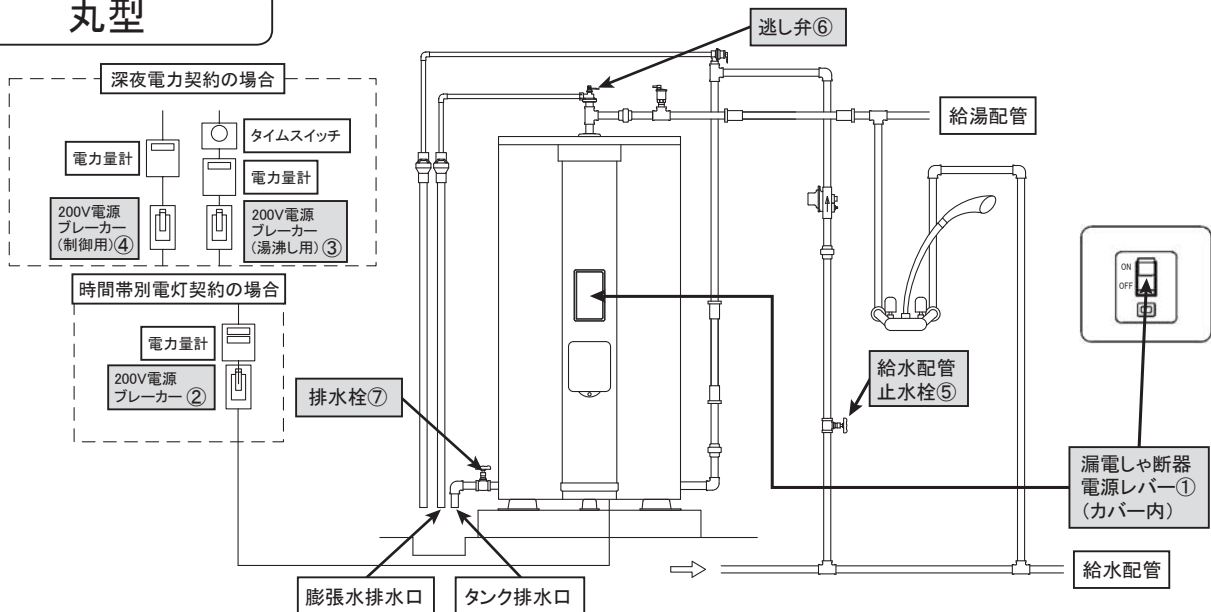 丸型
逃し弁⑥
深夜電力契約の場合
タイムスイッチ
電力量計
電力量計
200V電源
ブレーカー
(制御用)④
200V電源
ブレーカー
(湯沸し用)③
時間帯別電灯契約の場合
電力量計
200V電源
ブレーカー②
排水栓⑦
給湯配管
給水配管
止水栓⑤
ON
OFF
漏電しゃ断器
電源レバー①
(カバー内)
膨張水排水口
タンク排水口
給水配管